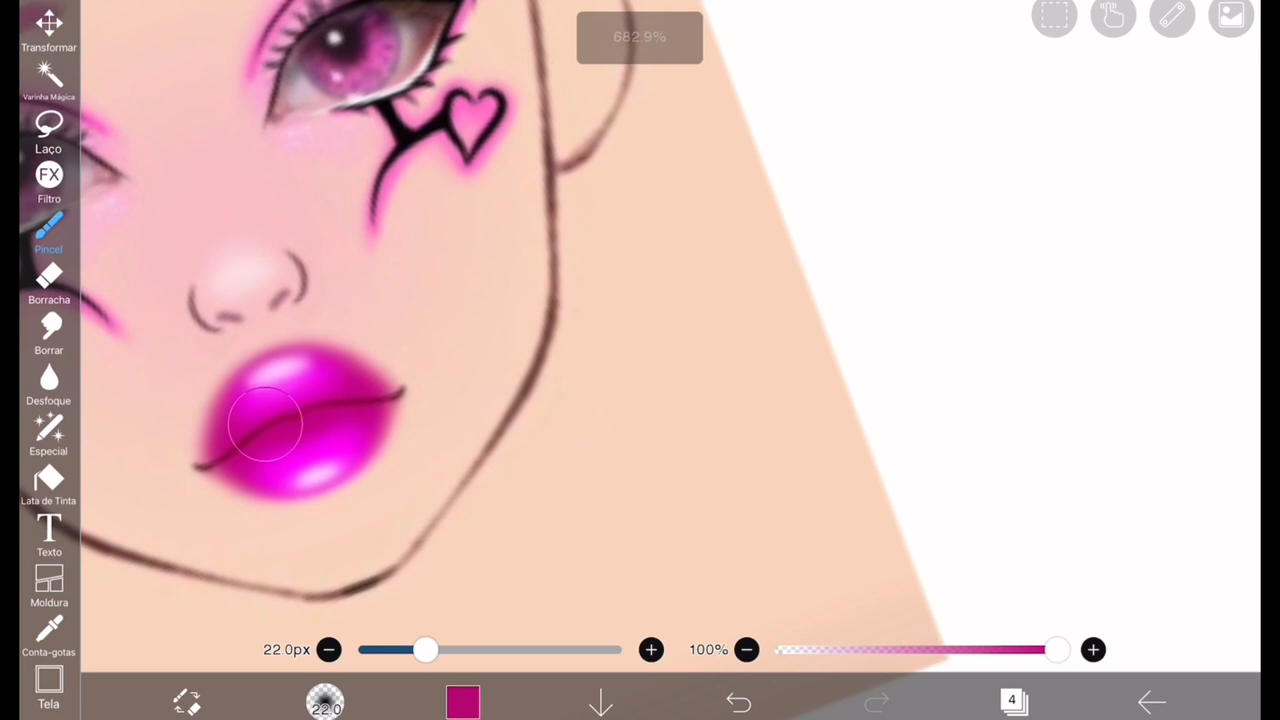 682.9%
Transformar
Varinha Mágica
Laço
FX
Filtro
Pincel
Borracha
Borrar
Desfoque
Especial
Lata de Tinta
T
Texto
Moldura
Conta-gotas
Tela
22.0px
100%
22.0
4